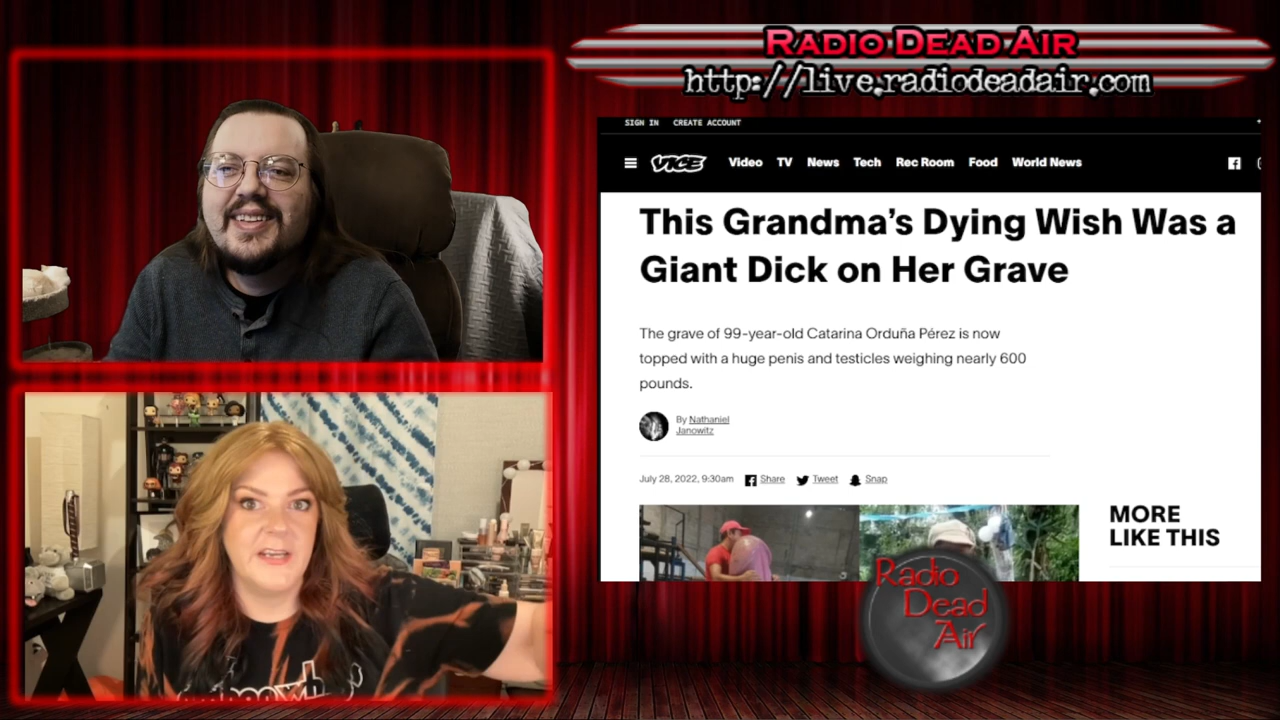 Radio Dead Air
http://live.radiodeadair.com
SIGN IN CREATE ACCOUNT
VICE Video TV News Tech Rec Room Food World News
This Grandma's Dying Wish Was a
Giant Dick on Her Grave
The grave of 99-year-old Catarina Orduña Pérez is now
topped with a huge penis and testicles weighing nearly 600
pounds.
By Nathaniel
Janowitz
July 28, 2022, 9:30am Share Tweet Snap
MORE
LIKE THIS
Radio
Dead
Air